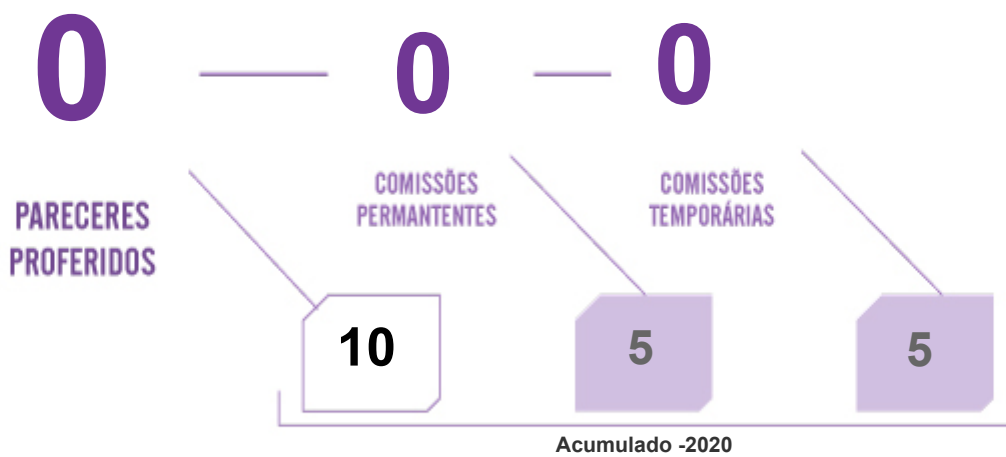 0 0 0
PARECERES
PROFERIDOS
COMISSÕES
PERMANTENTES
COMISSÕES
TEMPORÁRIAS
10 5 5
Acumulado -2020